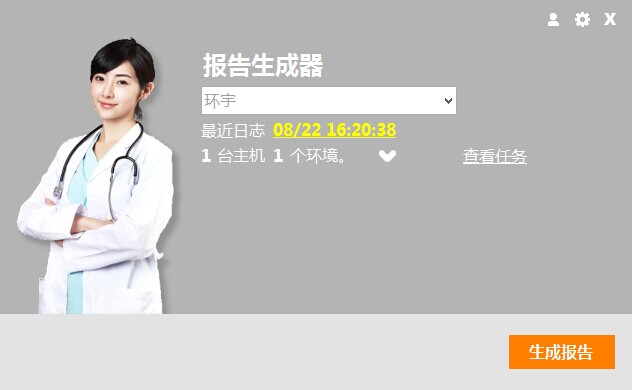 X
报告生成器
环宇
最近日志 08/22 16:20:38
1 台主机 1 个环境。 查看任务
生成报告